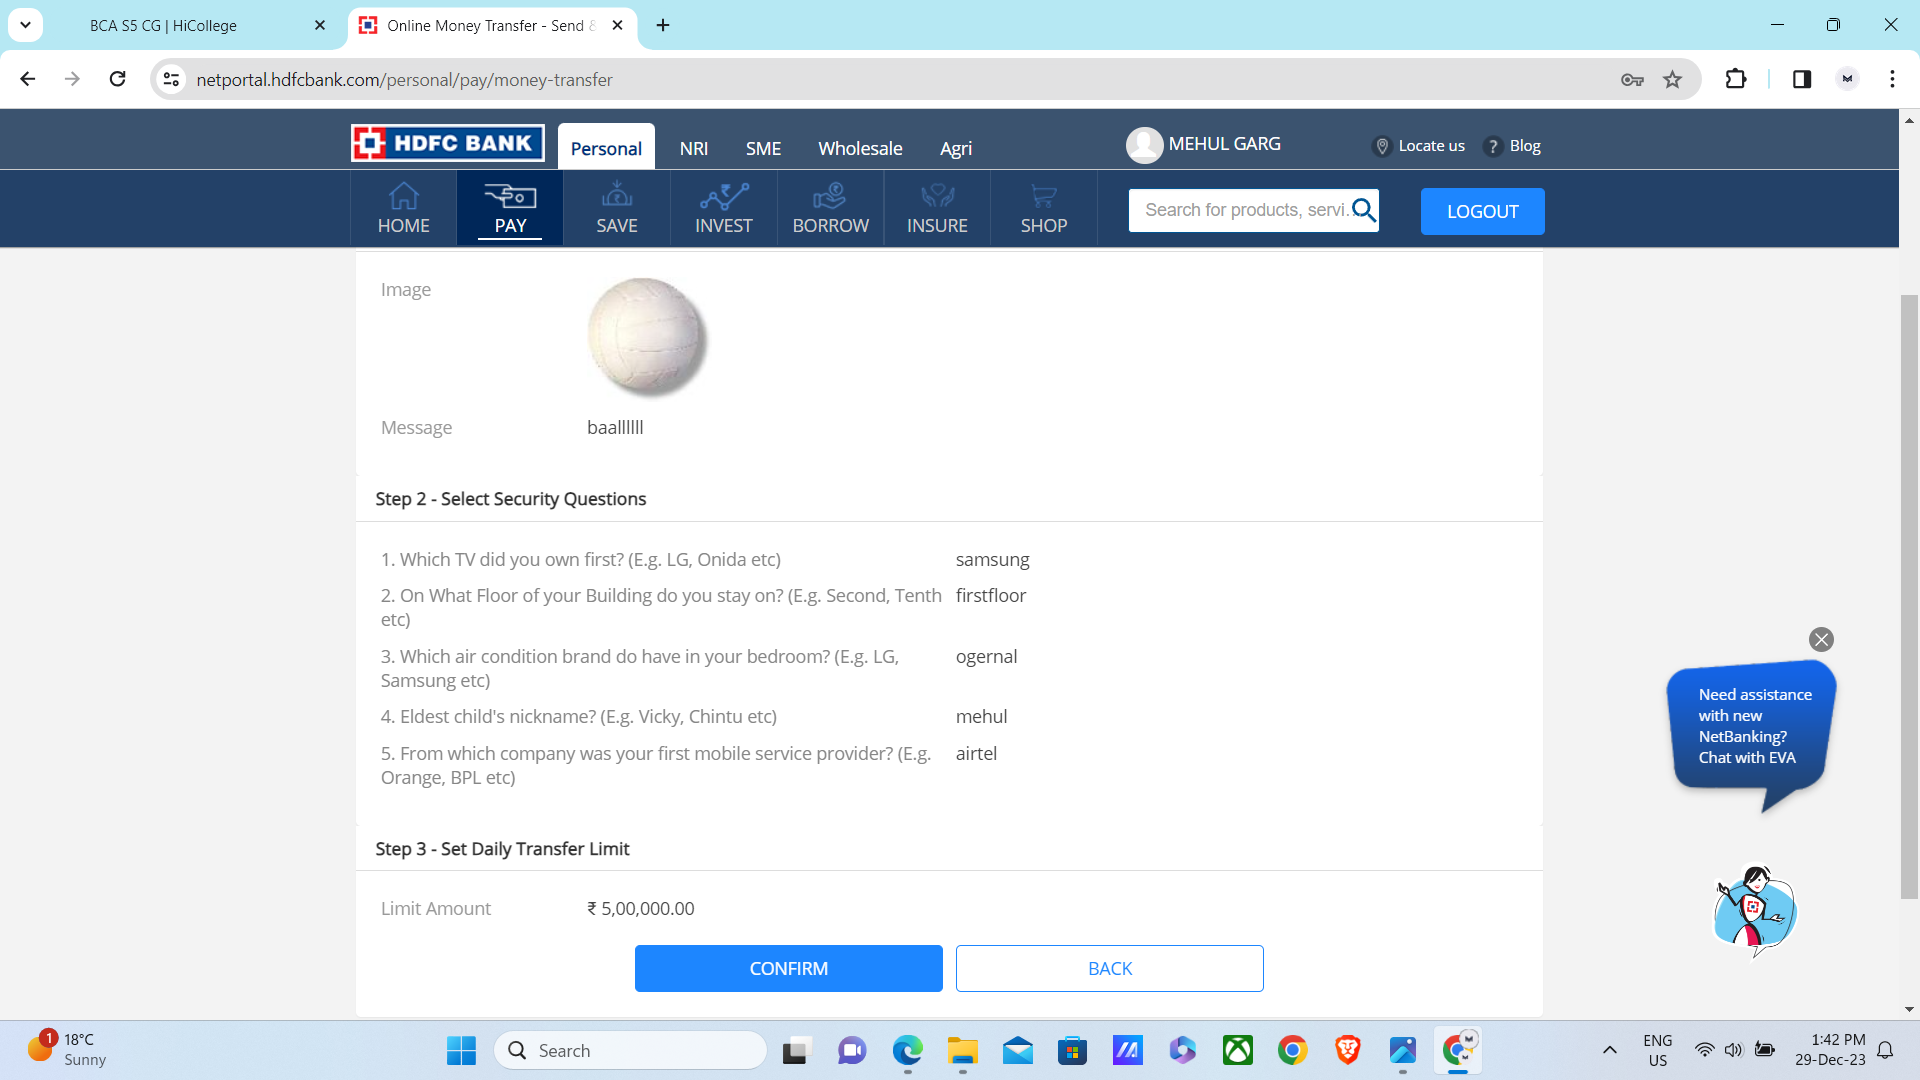 BCA S5 CG | HiCollege
Online Money Transfer - Send &
netportal.hdfcbank.com/personal/pay/money-transfer
HDFC BANK
Personal
NRI
SME
Wholesale
Agri
MEHUL GARG
Locate us
? Blog
HOME
PAY
SAVE
INVEST
BORROW
INSURE
SHOP
Search for products, servi..
LOGOUT
Image
Message
baallllll
Step 2 - Select Security Questions
1. Which TV did you own first? (E.g. LG, Onida etc)
samsung
2. On What Floor of your Building do you stay on? (E.g. Second, Tenth
etc)
firstfloor
3. Which air condition brand do have in your bedroom? (E.g. LG,
Samsung etc)
ogernal
4. Eldest child's nickname? (E.g. Vicky, Chintu etc)
mehul
5. From which company was your first mobile service provider? (E.g.
Orange, BPL etc)
airtel
Need assistance
with new
NetBanking?
Chat with EVA
Step 3 - Set Daily Transfer Limit
Limit Amount
₹ 5,00,000.00
CONFIRM
BACK
1
18°C
Sunny
Search
ENG
US
1:42 PM
29-Dec-23